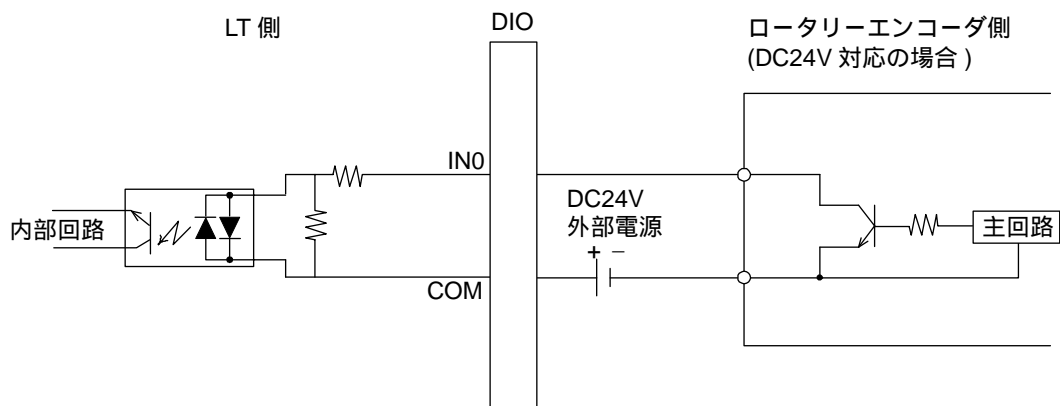 LT 側
DIO
ロータリーエンコーダ側
(DC24V 対応の場合 )
IN0
DC24V
外部電源
+ −
内部回路
主回路
COM